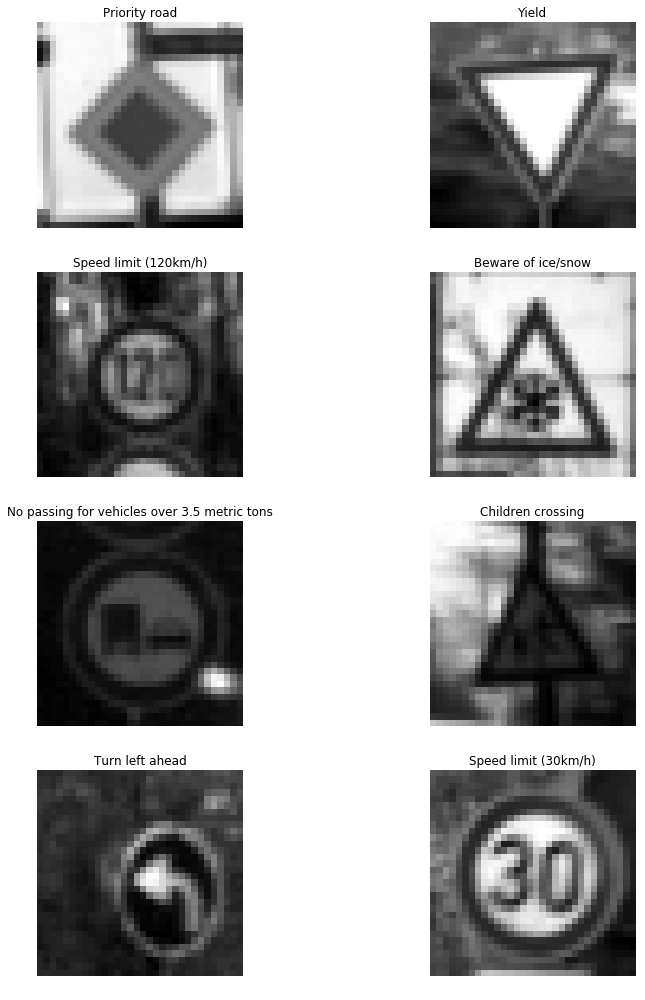 Priority road
Yield
Speed limit (120km/h)
Beware of ice/snow
120
No passing for vehicles over 3.5 metric tons
Children crossing
Turn left ahead
Speed limit (30km/h)
30